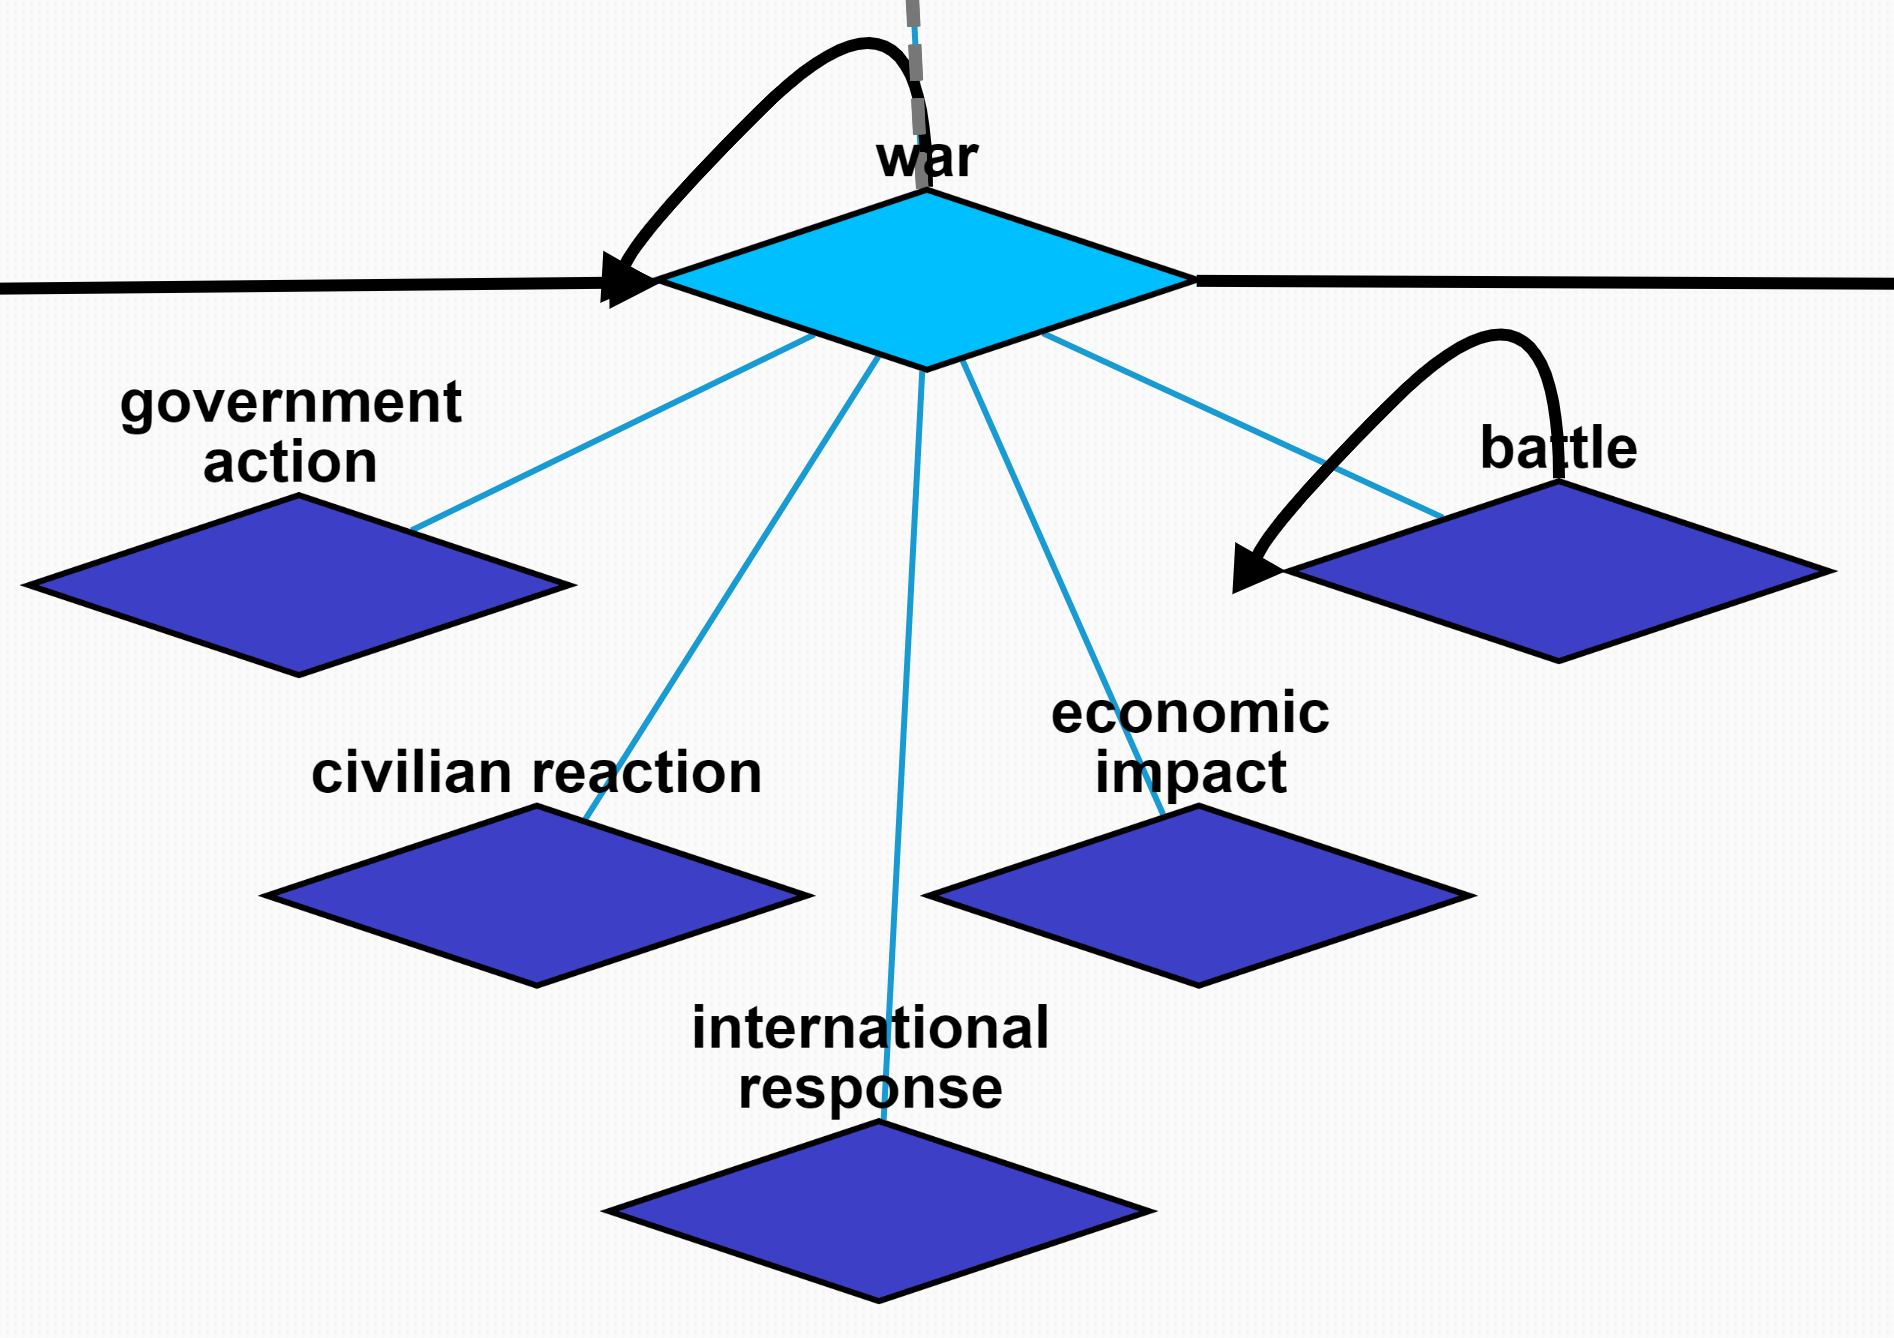 war
government
action
battle
economic
impact
civilian reaction
international
response